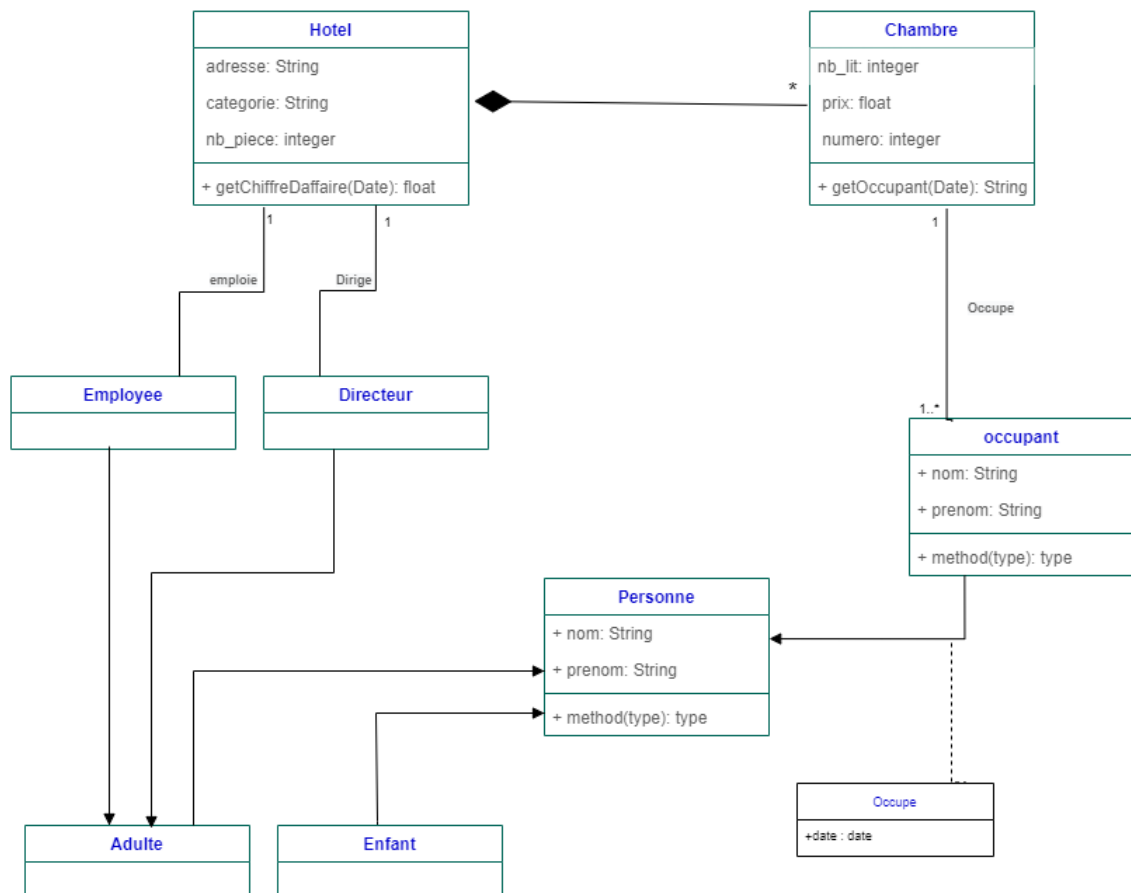 Hotel
adresse: String
categorie: String
nb_piece: integer
+ getChiffreDaffaire(Date): float
Chambre
nb_lit: integer
prix: float
numero: integer
+ getOccupant(Date): String
*
1
1
1
emploie
Dirige
Occupe
1..*
Employee
Directeur
occupant
+ nom: String
+ prenom: String
+ method(type): type
Personne
+ nom: String
+ prenom: String
+ method(type): type
Occupe
+date : date
Adulte
Enfant